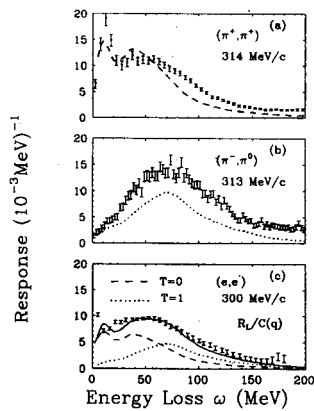 (a)
(π⁺,π⁺)
314 MeV/c
15
10
5
0
(b)
(π⁻,π⁰)
313 MeV/c
20
15
10
5
0
(c)
T=0 (e,e')
T=1 300 MeV/c
R_L/C(q)
15
10
5
0
0 50 100 150 200
Energy Loss ω (MeV)
Response (10⁻³MeV)⁻¹